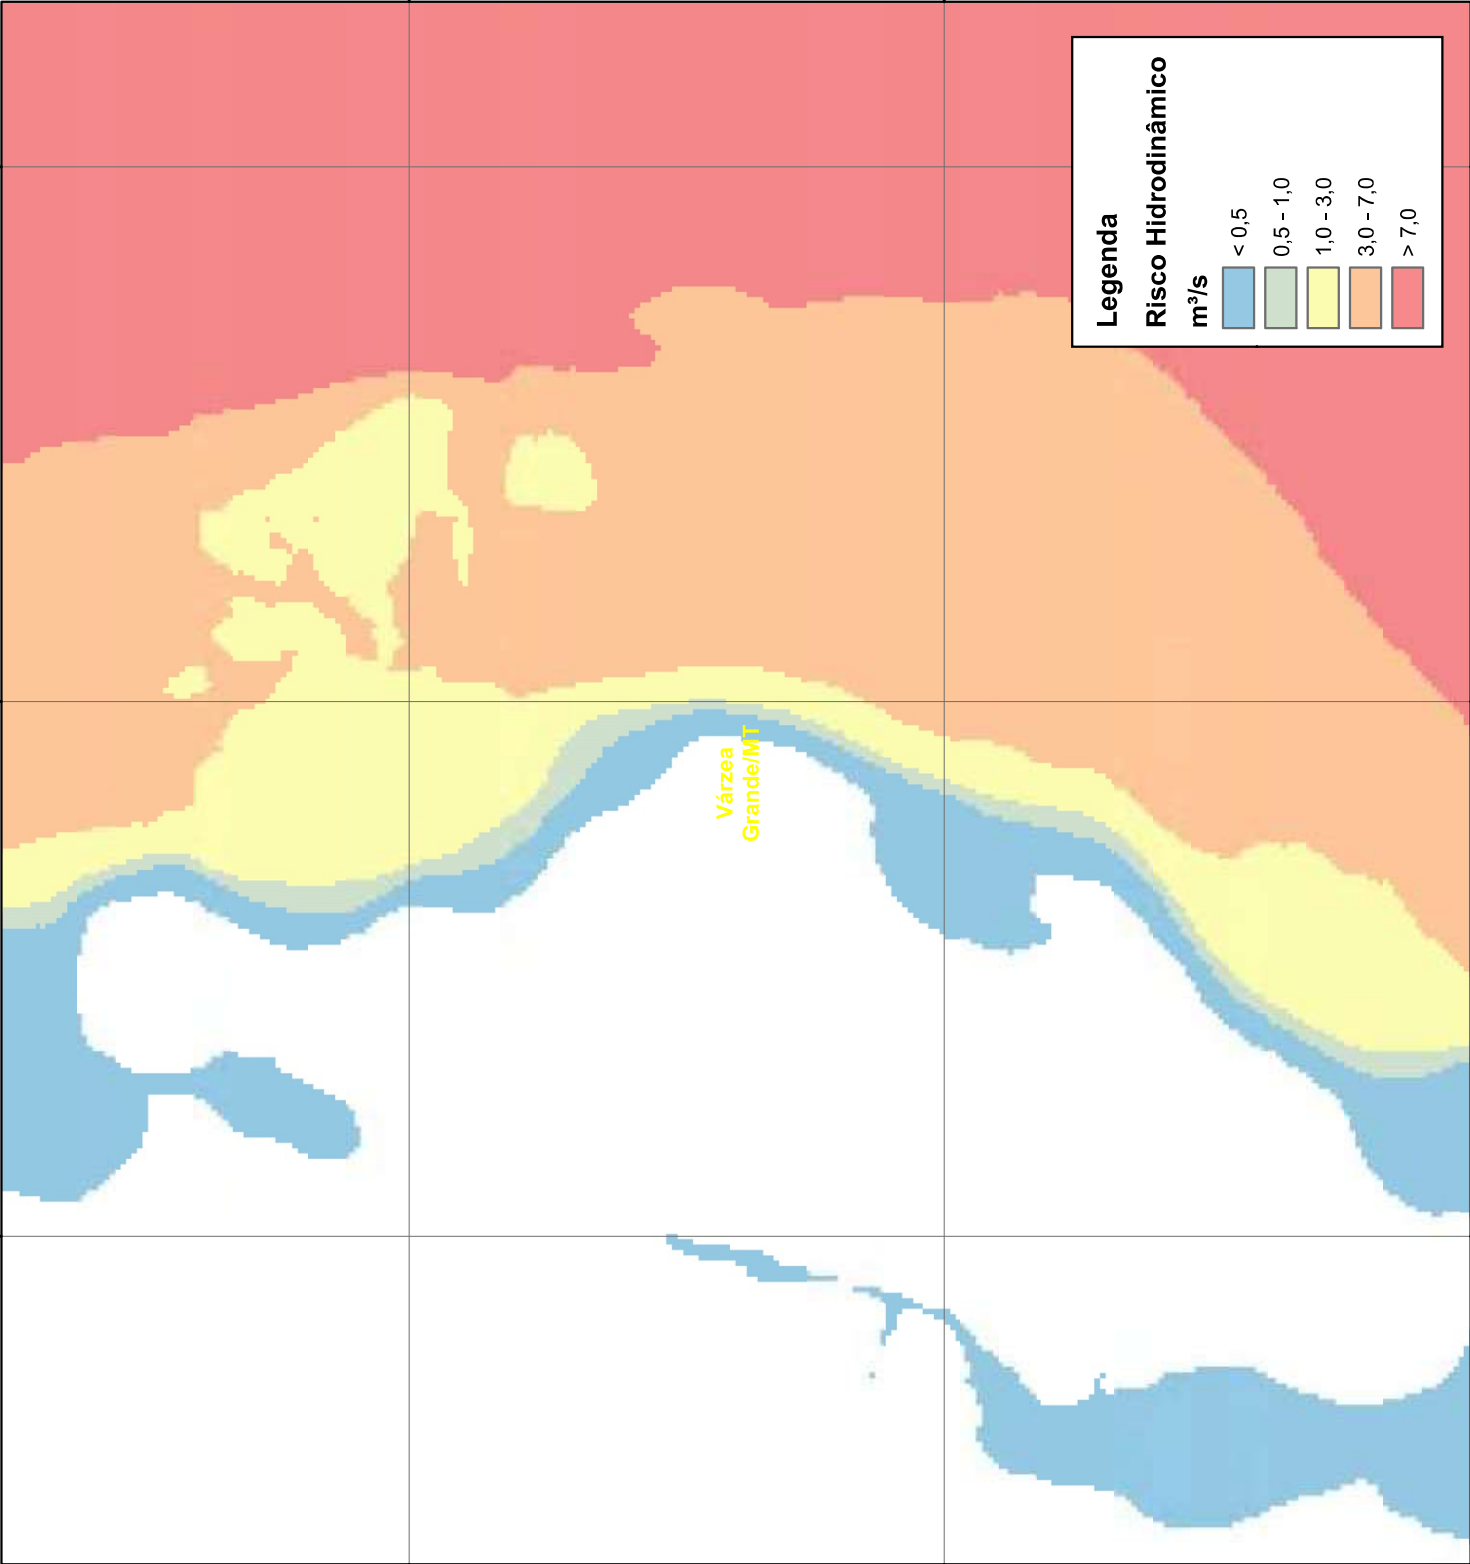 Legenda
Risco Hidrodinâmico
m³/s
< 0,5
0,5 - 1,0
1,0 - 3,0
3,0 - 7,0
> 7,0
Várzea
Grande/MT